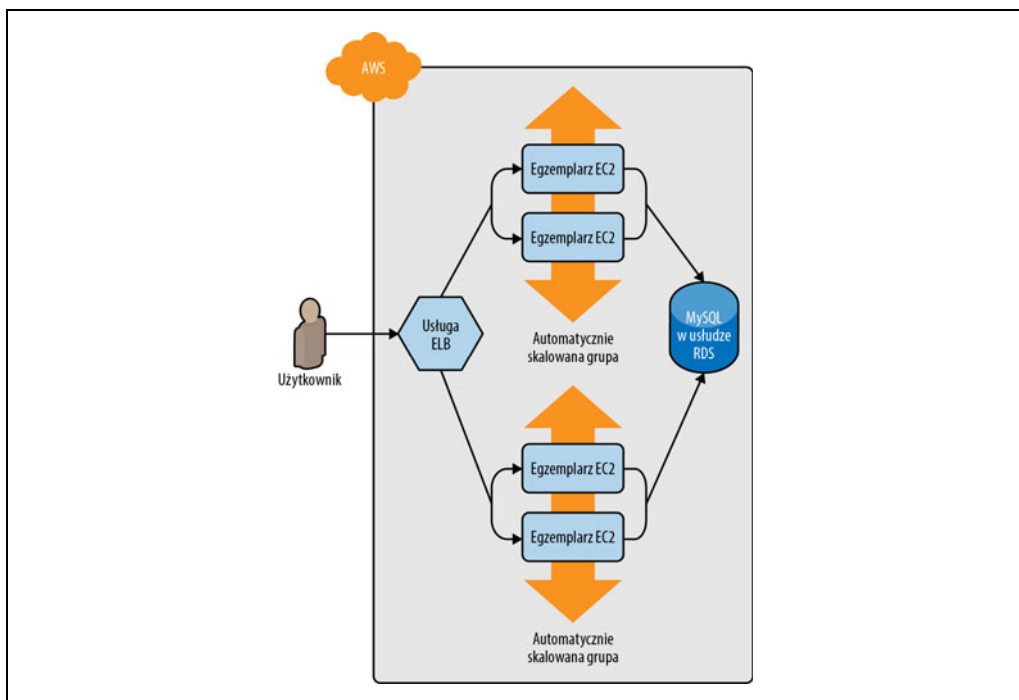 AWS
Egzemplarz EC2
Egzemplarz EC2
Automatycznie
skalowana grupa
Użytkownik
Usługa
ELB
MySQL
w usłudze
RDS
Egzemplarz EC2
Egzemplarz EC2
Automatycznie
skalowana grupa